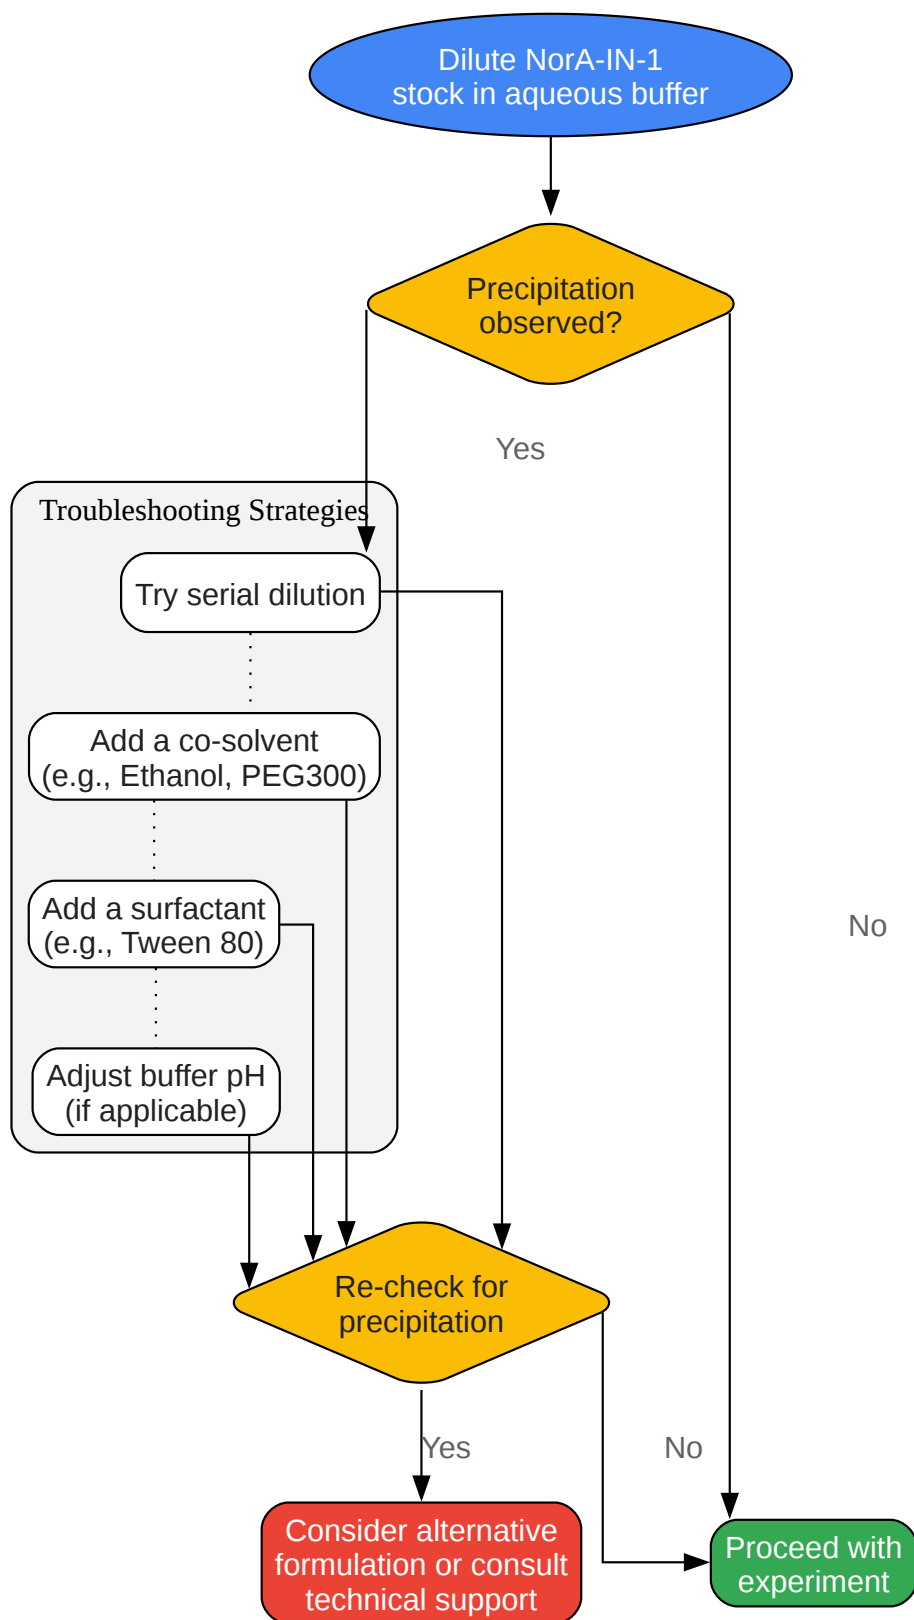 Dilute NorA-IN-1
stock in aqueous buffer
Precipitation
observed?
Yes
Troubleshooting Strategies
Try serial dilution
Add a co-solvent
(e.g., Ethanol, PEG300)
Add a surfactant
(e.g., Tween 80)
No
Adjust buffer pH
(if applicable)
Re-check for
precipitation
Yes
No
Consider alternative
formulation or consult
technical support
Proceed with
experiment